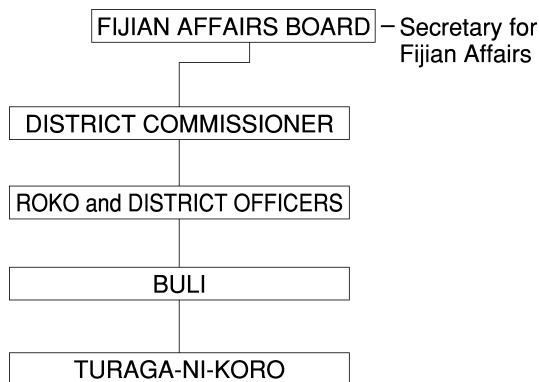 FIJIAN AFFAIRS BOARD – Secretary for
Fijian Affairs
DISTRICT COMMISSIONER
ROKO and DISTRICT OFFICERS
BULI
TURAGA-NI-KORO